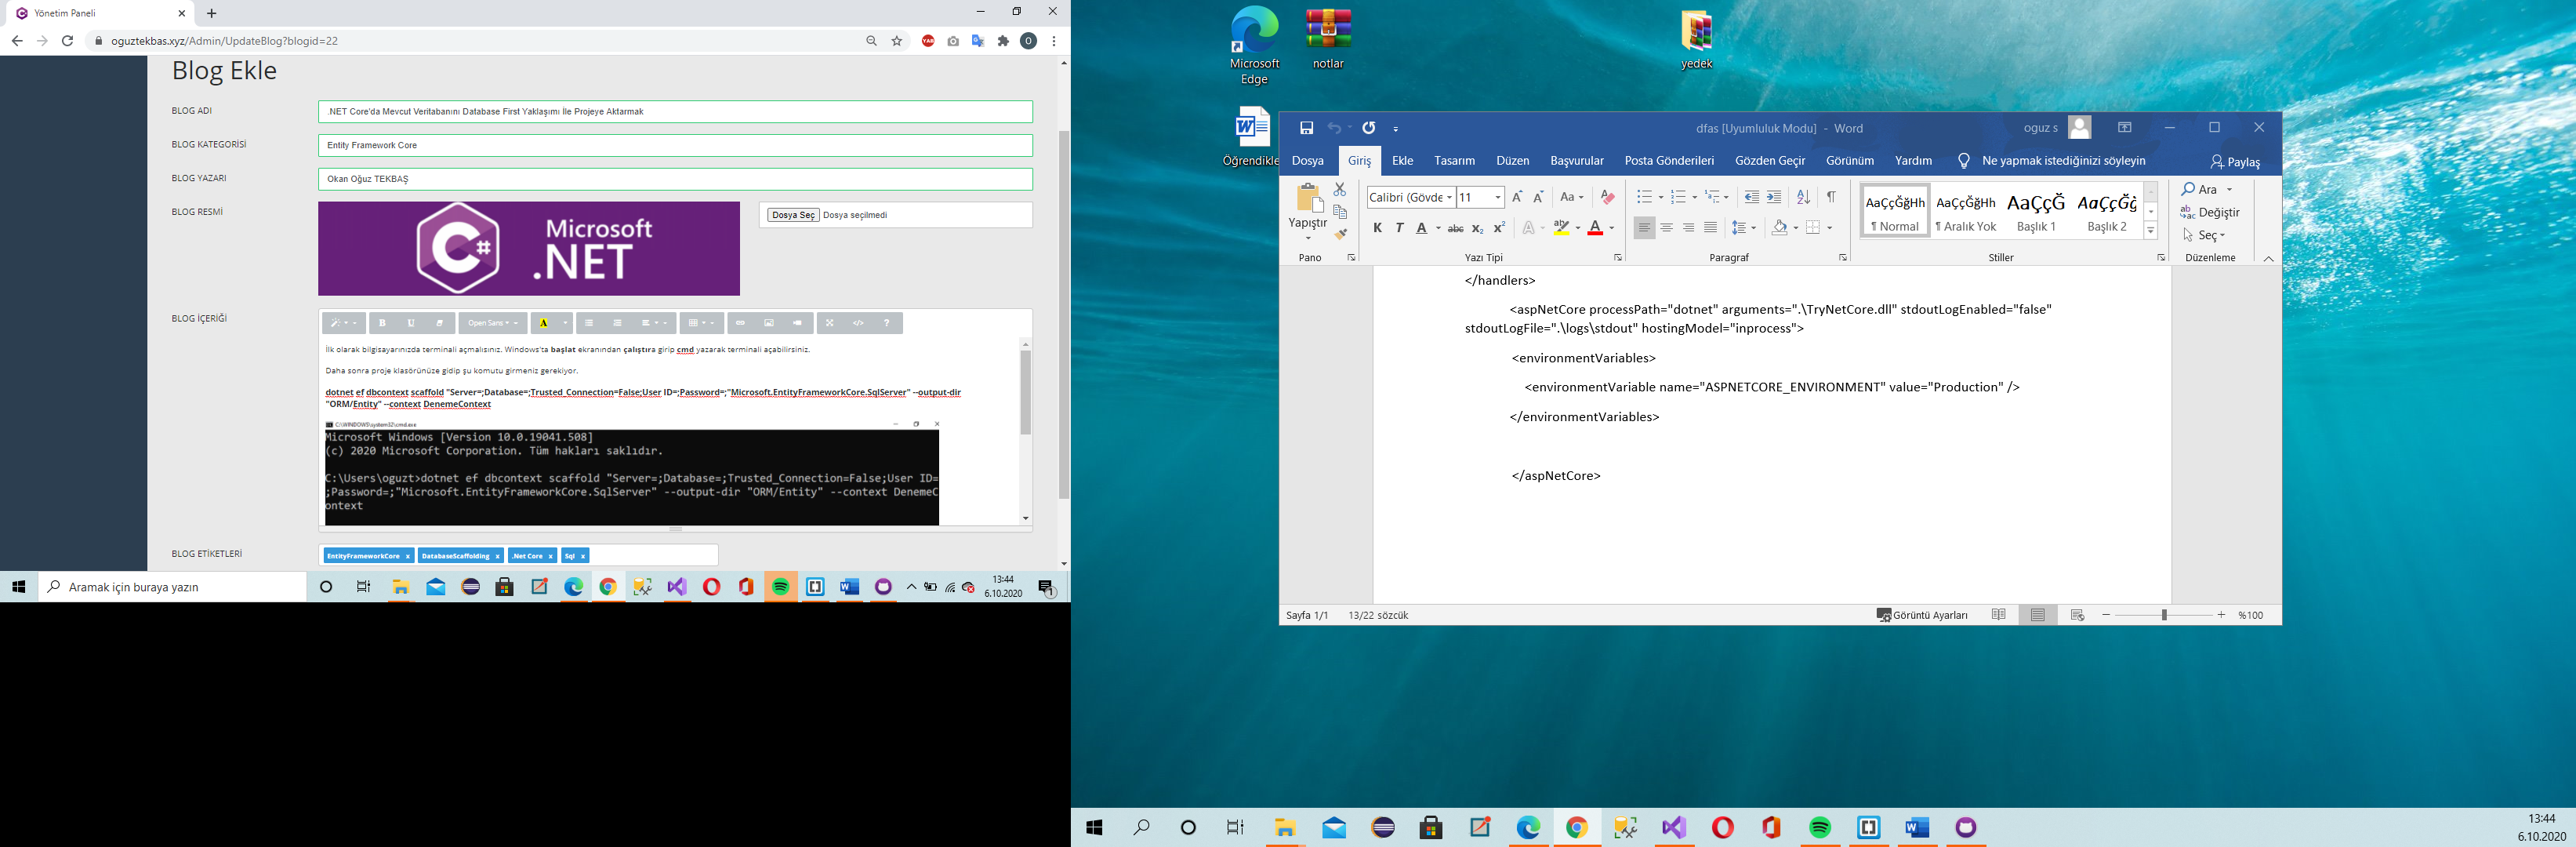 Yönetim Paneli
oguztekbas.xyz/Admin/UpdateBlog?blogid=22
Blog Ekle
BLOG ADI
.NET Core'da Mevcut Veritabanını Database First Yaklaşımı İle Projeye Aktarmak
BLOG KATEGORİSİ
Entity Framework Core
BLOG YAZARI
Okan Oğuz TEKBAŞ
BLOG RESMİ
C#
Microsoft
.NET
Dosya Seç Dosya seçilmedi
BLOG İÇERİĞİ
B U Open Sans A
İlk olarak bilgisayarınızda terminali açmalısınız. Windows'ta başlat ekranından çalıştıra girip cmd yazarak terminali açabilirsiniz.
Daha sonra proje klasörünüze gidip şu komutu girmeniz gerekiyor.
dotnet ef dbcontext scaffold "Server=;Database=;Trusted_Connection=False;User ID=;Password=;"Microsoft.EntityFrameworkCore.SqlServer" --output-dir
"ORM/Entity" --context DenemeContext
C:\WINDOWS\system32\cmd.exe
Microsoft Windows [Version 10.0.19041.508]
(c) 2020 Microsoft Corporation. Tüm hakları saklıdır.
C:\Users\oguzt>dotnet ef dbcontext scaffold "Server=;Database=;Trusted_Connection=False;User ID=
;Password=;"Microsoft.EntityFrameworkCore.SqlServer" --output-dir "ORM/Entity" --context DenemeC
ontext
BLOG ETİKETLERİ
EntityFrameworkCore x DatabaseScaffolding x .Net Core x Sql x
Aramak için buraya yazın
13:44
6.10.2020
Microsoft
Edge
notlar
yedek
Öğrendikle
dfas [Uyumluluk Modu] - Word
oguz s
Dosya Giriş Ekle Tasarım Düzen Başvurular Posta Gönderileri Gözden Geçir Görünüm Yardım Ne yapmak istediğinizi söyleyin Paylaş
Yapıştır
Calibri (Gövde 11
K T A abc x₂ x²
AaÇçĞğHh AaÇçĞğHh AaÇçĞ AaÇçĞğ
¶ Normal ¶ Aralık Yok Başlık 1 Başlık 2
Ara
Değiştir
Seç
Pano Yazı Tipi Paragraf Stiller Düzenleme
</handlers>
<aspNetCore processPath="dotnet" arguments=".\TryNetCore.dll" stdoutLogEnabled="false"
stdoutLogFile=".\logs\stdout" hostingModel="inprocess">
<environmentVariables>
<environmentVariable name="ASPNETCORE_ENVIRONMENT" value="Production" />
</environmentVariables>
</aspNetCore>
Sayfa 1/1 13/22 sözcük Görüntü Ayarları %100
13:44
6.10.2020